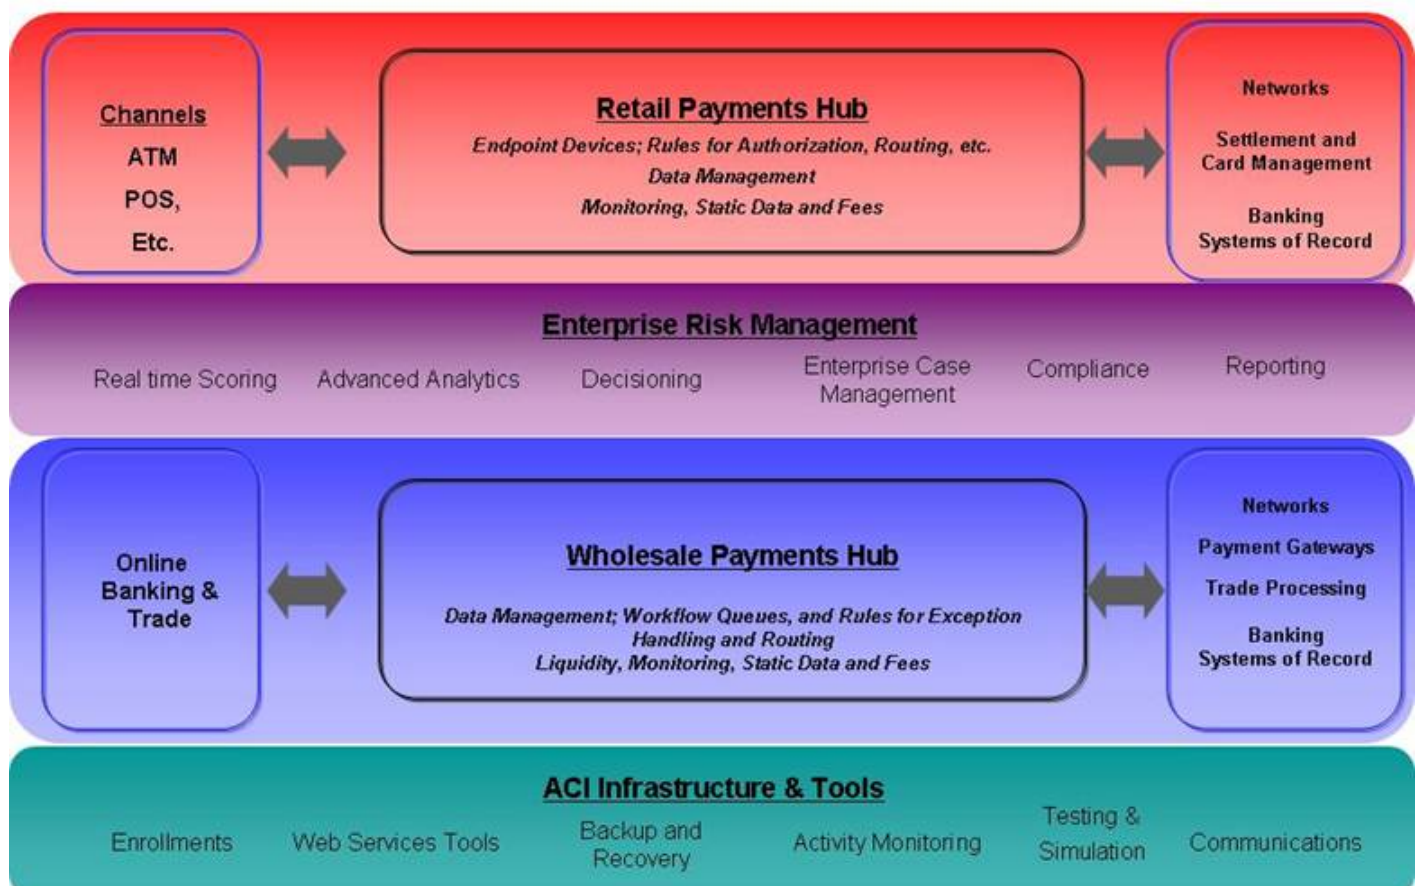 Channels
ATM
POS,
Etc.
Retail Payments Hub
Endpoint Devices; Rules for Authorization, Routing, etc.
Data Management
Monitoring, Static Data and Fees
Networks
Settlement and
Card Management
Banking
Systems of Record
Enterprise Risk Management
Real time Scoring
Advanced Analytics
Decisioning
Enterprise Case
Management
Compliance
Reporting
Online
Banking &
Trade
Wholesale Payments Hub
Data Management; Workflow Queues, and Rules for Exception
Handling and Routing
Liquidity, Monitoring, Static Data and Fees
Networks
Payment Gateways
Trade Processing
Banking
Systems of Record
ACI Infrastructure & Tools
Enrollments
Web Services Tools
Backup and
Recovery
Activity Monitoring
Testing &
Simulation
Communications